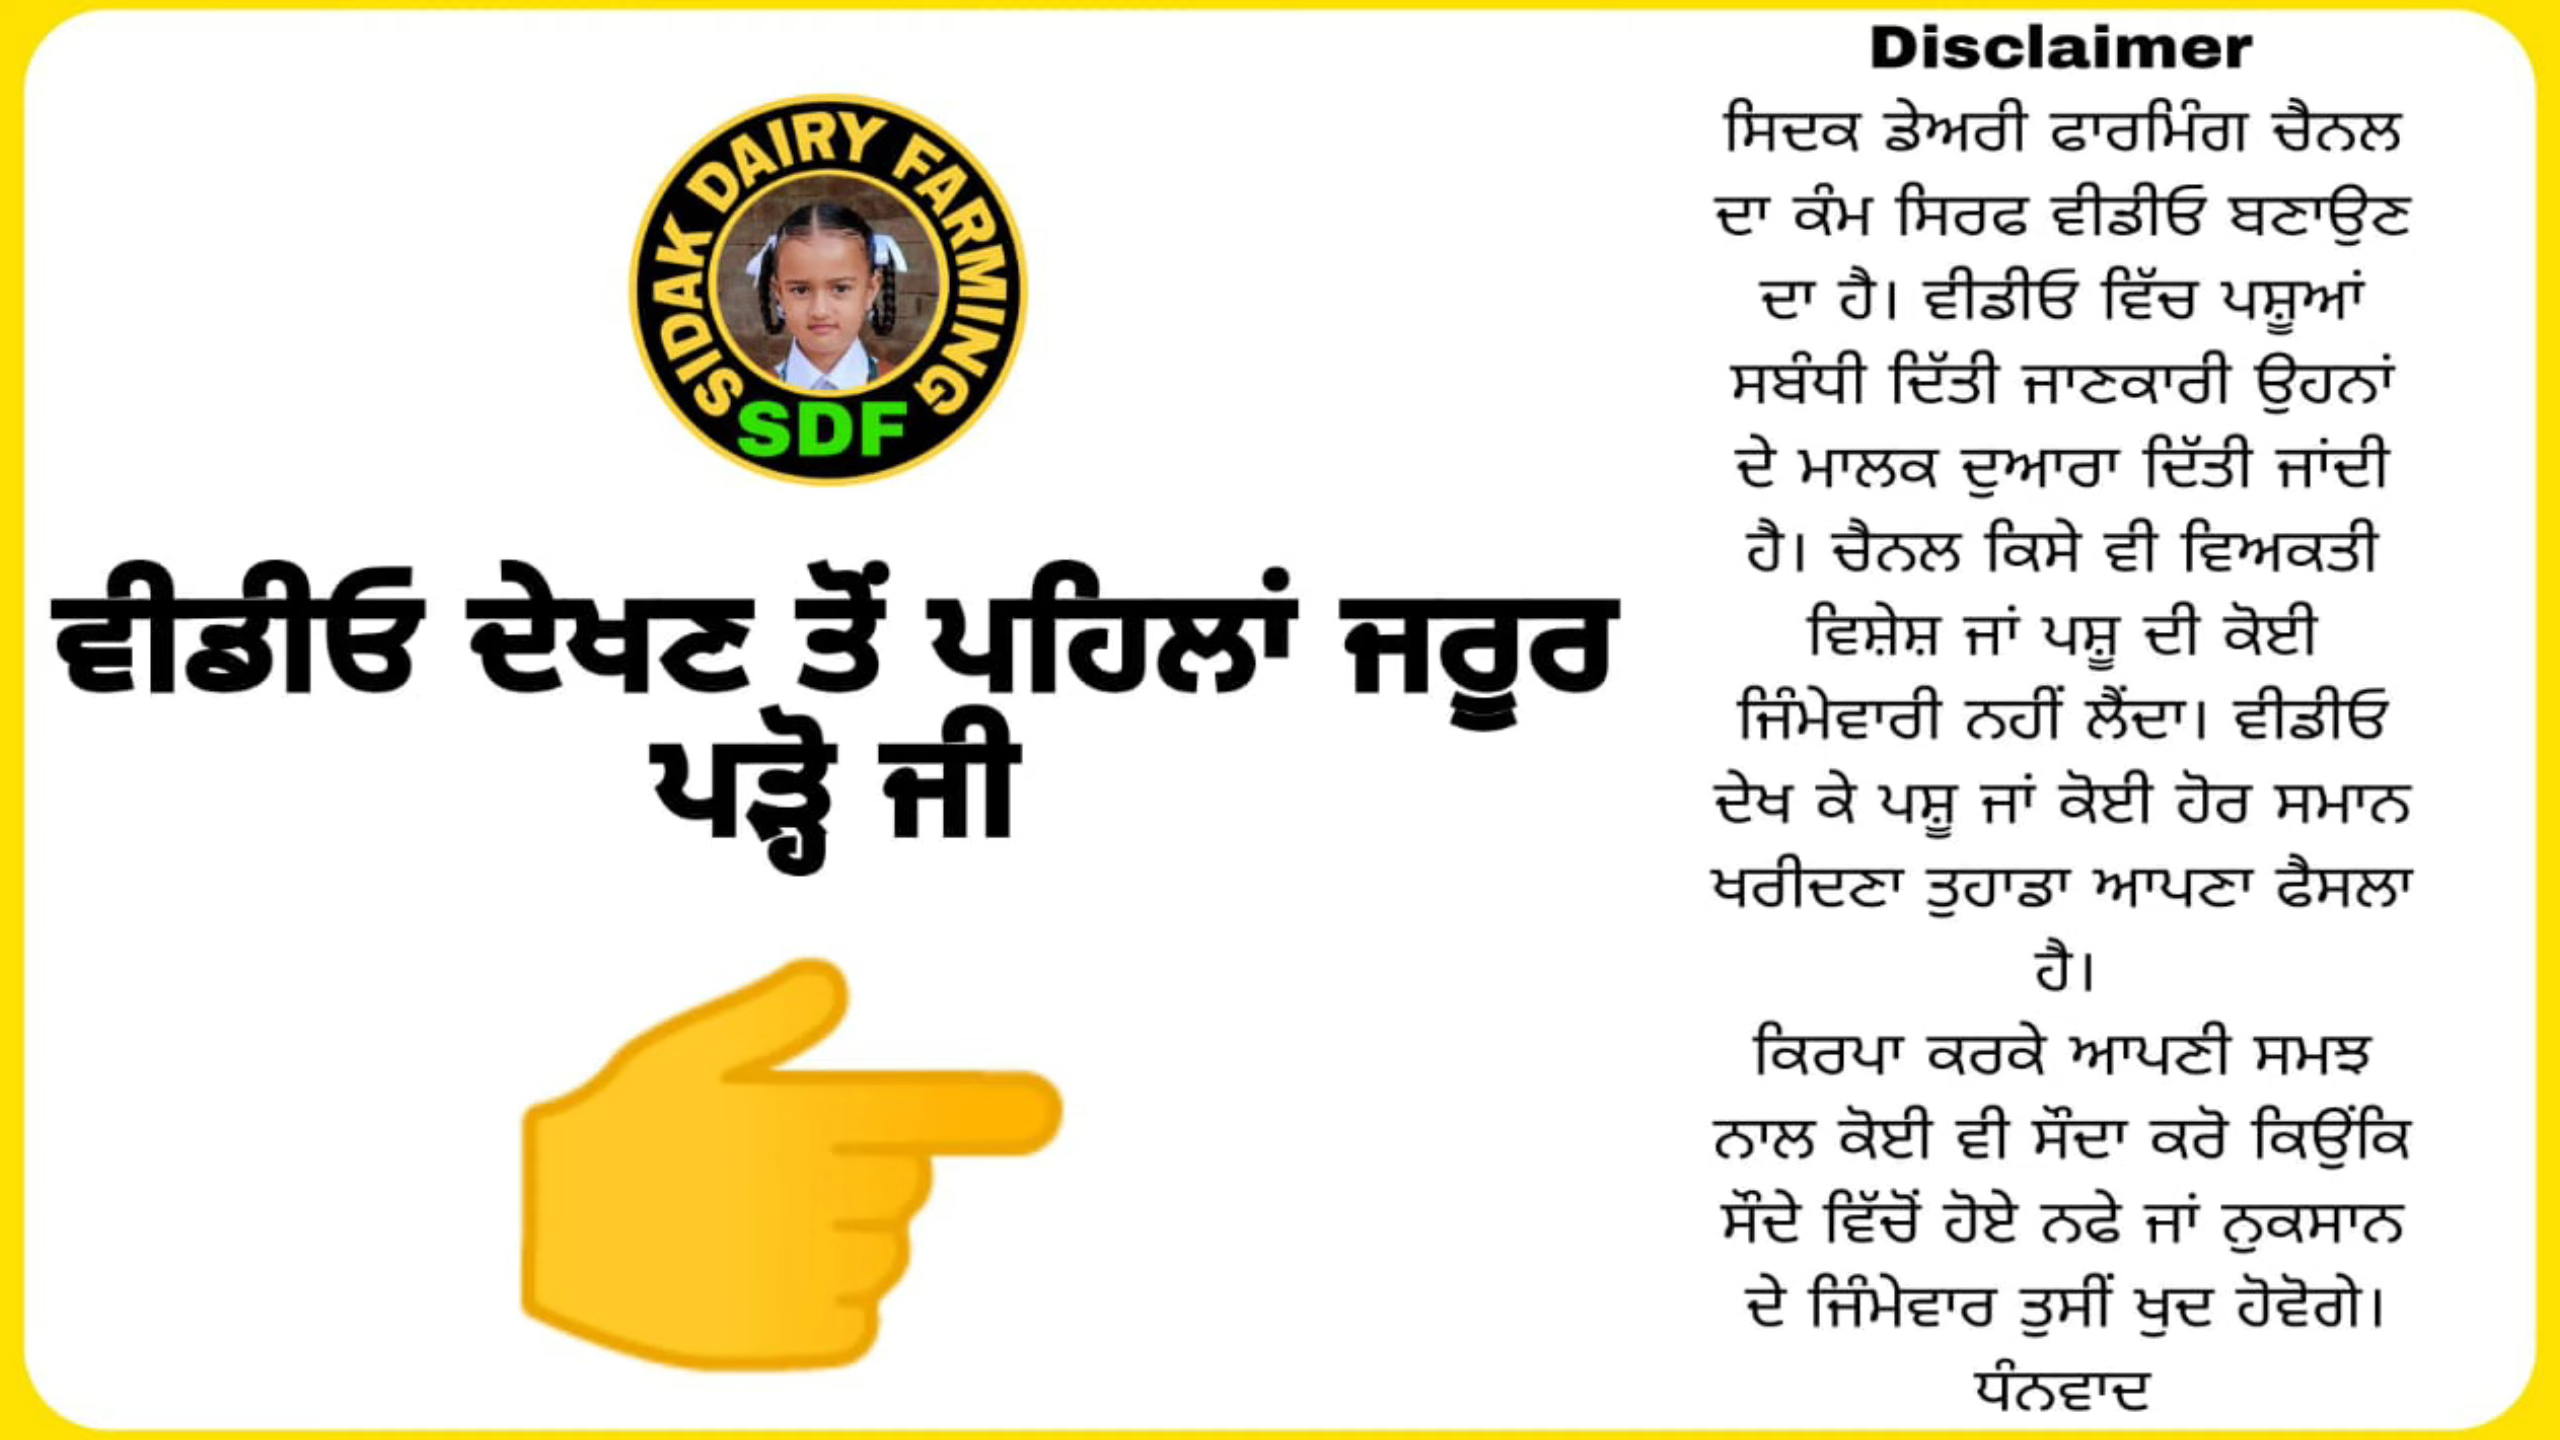 SIDAK DAIRY FARMING
SDF
ਵੀਡੀਓ ਦੇਖਣ ਤੋਂ ਪਹਿਲਾਂ ਜਰੂਰ
ਪੜ੍ਹੋ ਜੀ
Disclaimer
ਸਿਦਕ ਡੇਅਰੀ ਫਾਰਮਿੰਗ ਚੈਨਲ
ਦਾ ਕੰਮ ਸਿਰਫ ਵੀਡੀਓ ਬਣਾਉਣ
ਦਾ ਹੈ। ਵੀਡੀਓ ਵਿੱਚ ਪਸ਼ੂਆਂ
ਸਬੰਧੀ ਦਿੱਤੀ ਜਾਣਕਾਰੀ ਉਹਨਾਂ
ਦੇ ਮਾਲਕ ਦੁਆਰਾ ਦਿੱਤੀ ਜਾਂਦੀ
ਹੈ। ਚੈਨਲ ਕਿਸੇ ਵੀ ਵਿਅਕਤੀ
ਵਿਸ਼ੇਸ਼ ਜਾਂ ਪਸ਼ੂ ਦੀ ਕੋਈ
ਜਿੰਮੇਵਾਰੀ ਨਹੀਂ ਲੈਂਦਾ। ਵੀਡੀਓ
ਦੇਖ ਕੇ ਪਸ਼ੂ ਜਾਂ ਕੋਈ ਹੋਰ ਸਮਾਨ
ਖਰੀਦਣਾ ਤੁਹਾਡਾ ਆਪਣਾ ਫੈਸਲਾ
ਹੈ।
ਕਿਰਪਾ ਕਰਕੇ ਆਪਣੀ ਸਮਝ
ਨਾਲ ਕੋਈ ਵੀ ਸੌਦਾ ਕਰੋ ਕਿਉਂਕਿ
ਸੌਦੇ ਵਿੱਚੋਂ ਹੋਏ ਨਫੇ ਜਾਂ ਨੁਕਸਾਨ
ਦੇ ਜਿੰਮੇਵਾਰ ਤੁਸੀਂ ਖੁਦ ਹੋਵੋਗੇ।
ਧੰਨਵਾਦ